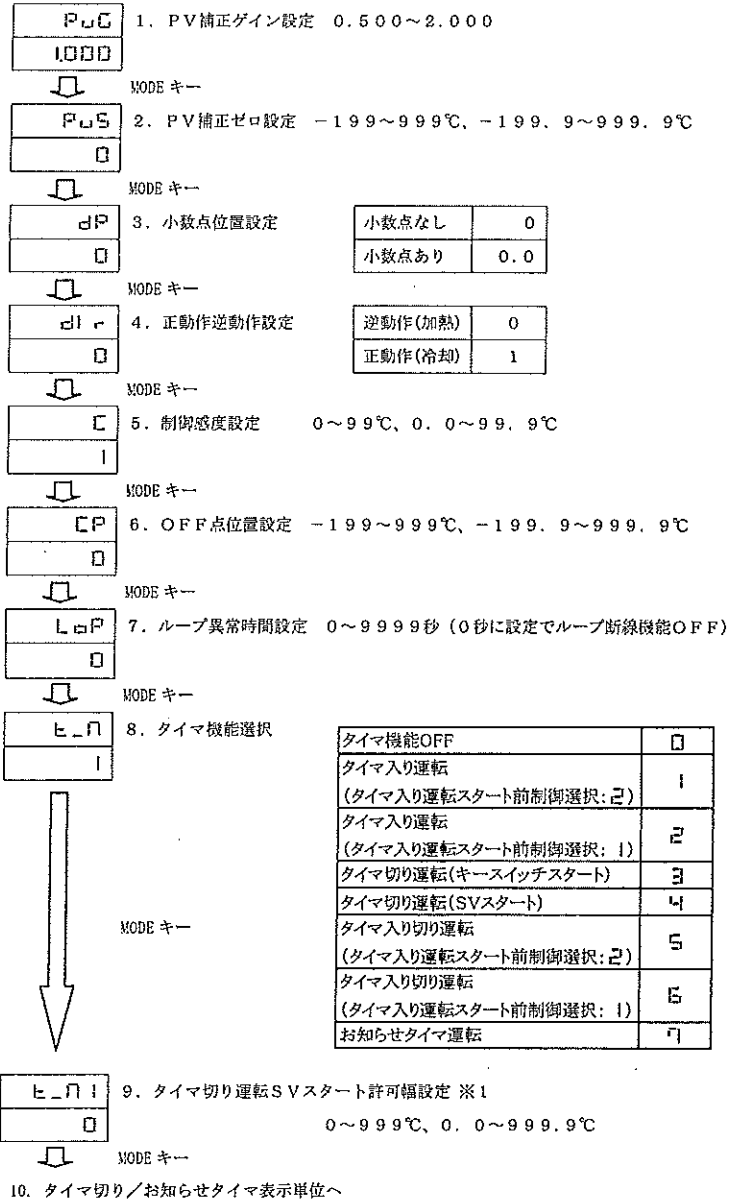 PvG 1. PV補正ゲイン設定 0.500~2.000
1.000
MODE キー
PvS 2. PV補正ゼロ設定 -199~999℃、-199.9~999.9℃
0
MODE キー
dP 3. 小数点位置設定
0
小数点なし 0
小数点あり 0.0
MODE キー
dIr 4. 正動作逆動作設定
0
逆動作(加熱) 0
正動作(冷却) 1
MODE キー
C 5. 制御感度設定 0~99℃、0.0~99.9℃
1
MODE キー
CP 6. OFF点位置設定 -199~999℃、-199.9~999.9℃
0
MODE キー
LoP 7. ループ異常時間設定 0~9999秒(0秒に設定でループ断線機能OFF)
0
MODE キー
t_M 8. タイマ機能選択
1
タイマ機能OFF 0
タイマ入り運転
(タイマ入り運転スタート前制御選択:2) 1
タイマ入り運転
(タイマ入り運転スタート前制御選択:1) 2
タイマ切り運転(キースイッチスタート) 3
タイマ切り運転(SVスタート) 4
タイマ入り切り運転
(タイマ入り運転スタート前制御選択:2) 5
タイマ入り切り運転
(タイマ入り運転スタート前制御選択:1) 6
お知らせタイマ運転 7
MODE キー
t_M1 9. タイマ切り運転SVスタート許可幅設定 ※1
0 0~999℃、0.0~999.9℃
MODE キー
10. タイマ切り/お知らせタイマ表示単位へ